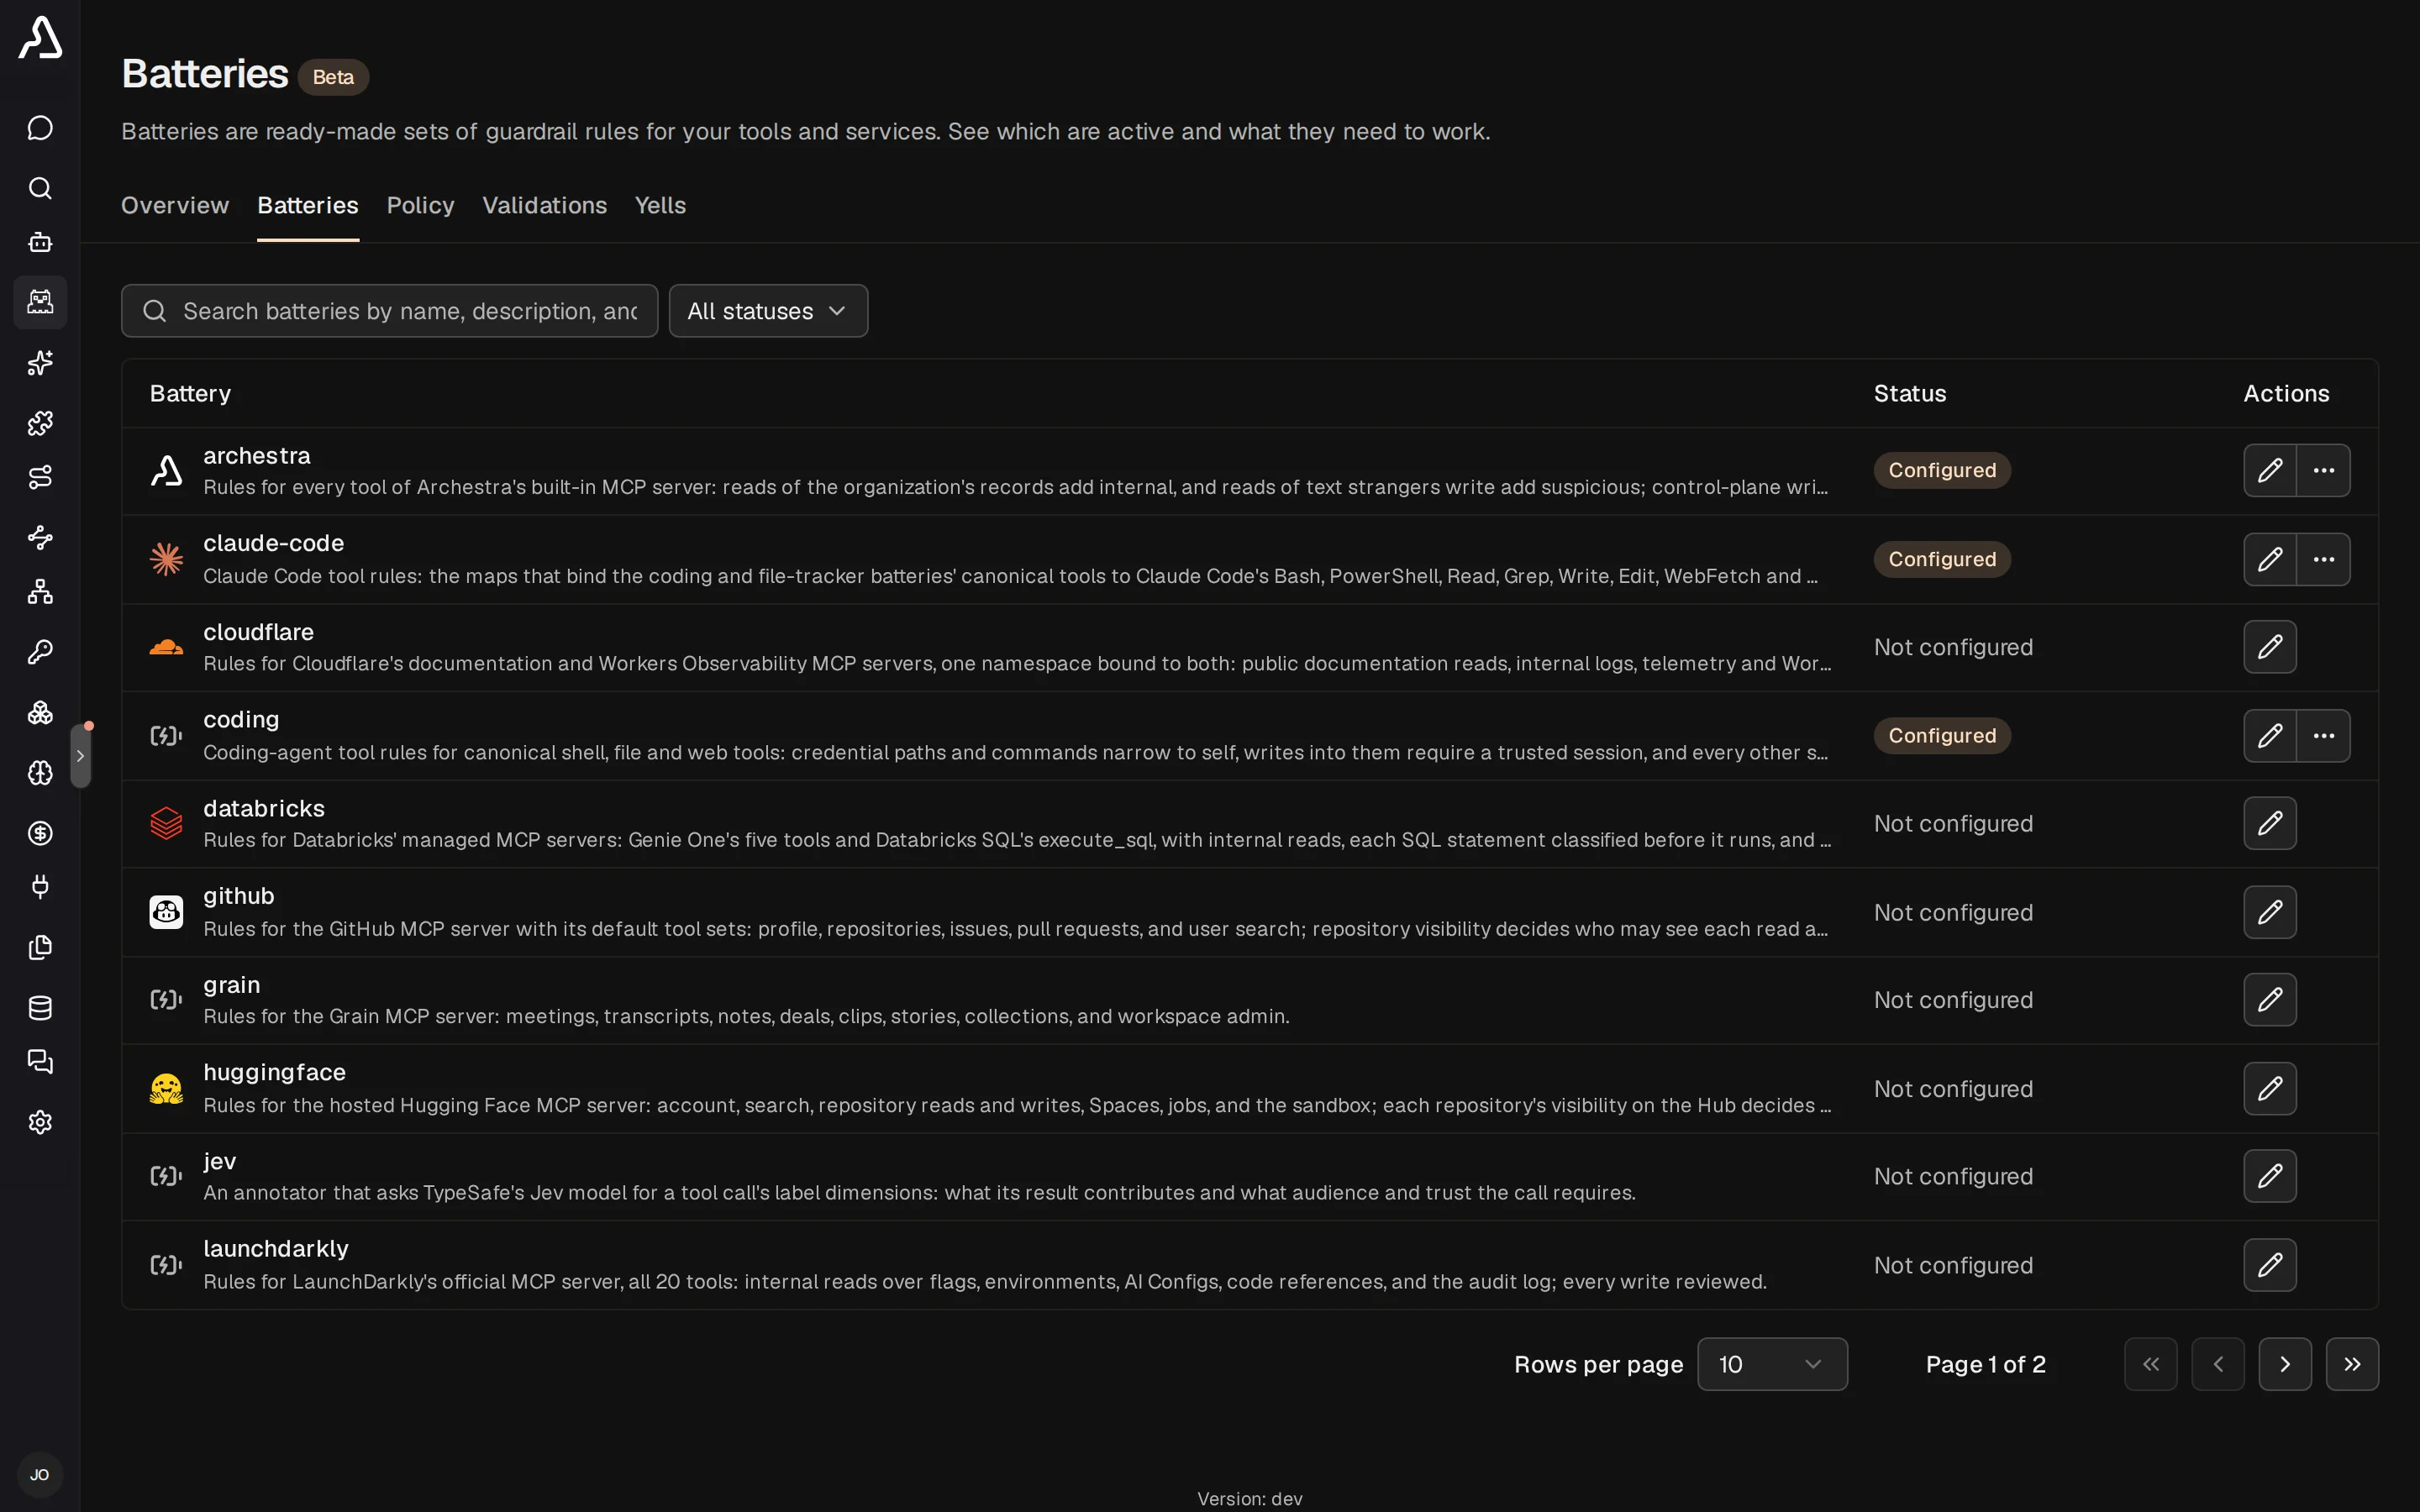 Batteries Beta
Batteries are ready-made sets of guardrail rules for your tools and services. See which are active and what they need to work.
Overview Batteries Policy Validations Yells
Search batteries by name, description, and All statuses
Battery Status Actions
archestra
Rules for every tool of Archestra's built-in MCP server: reads of the organization's records add internal, and reads of text strangers write add suspicious; control-plane wri...
Configured
claude-code
Claude Code tool rules: the maps that bind the coding and file-tracker batteries' canonical tools to Claude Code's Bash, PowerShell, Read, Grep, Write, Edit, WebFetch and ...
Configured
cloudflare
Rules for Cloudflare's documentation and Workers Observability MCP servers, one namespace bound to both: public documentation reads, internal logs, telemetry and Wor...
Not configured
coding
Coding-agent tool rules for canonical shell, file and web tools: credential paths and commands narrow to self, writes into them require a trusted session, and every other s...
Configured
databricks
Rules for Databricks' managed MCP servers: Genie One's five tools and Databricks SQL's execute_sql, with internal reads, each SQL statement classified before it runs, and ...
Not configured
github
Rules for the GitHub MCP server with its default tool sets: profile, repositories, issues, pull requests, and user search; repository visibility decides who may see each read a...
Not configured
grain
Rules for the Grain MCP server: meetings, transcripts, notes, deals, clips, stories, collections, and workspace admin.
Not configured
huggingface
Rules for the hosted Hugging Face MCP server: account, search, repository reads and writes, Spaces, jobs, and the sandbox; each repository's visibility on the Hub decides ...
Not configured
jev
An annotator that asks TypeSafe's Jev model for a tool call's label dimensions: what its result contributes and what audience and trust the call requires.
Not configured
launchdarkly
Rules for LaunchDarkly's official MCP server, all 20 tools: internal reads over flags, environments, AI Configs, code references, and the audit log; every write reviewed.
Not configured
Rows per page 10 Page 1 of 2
JO
Version: dev